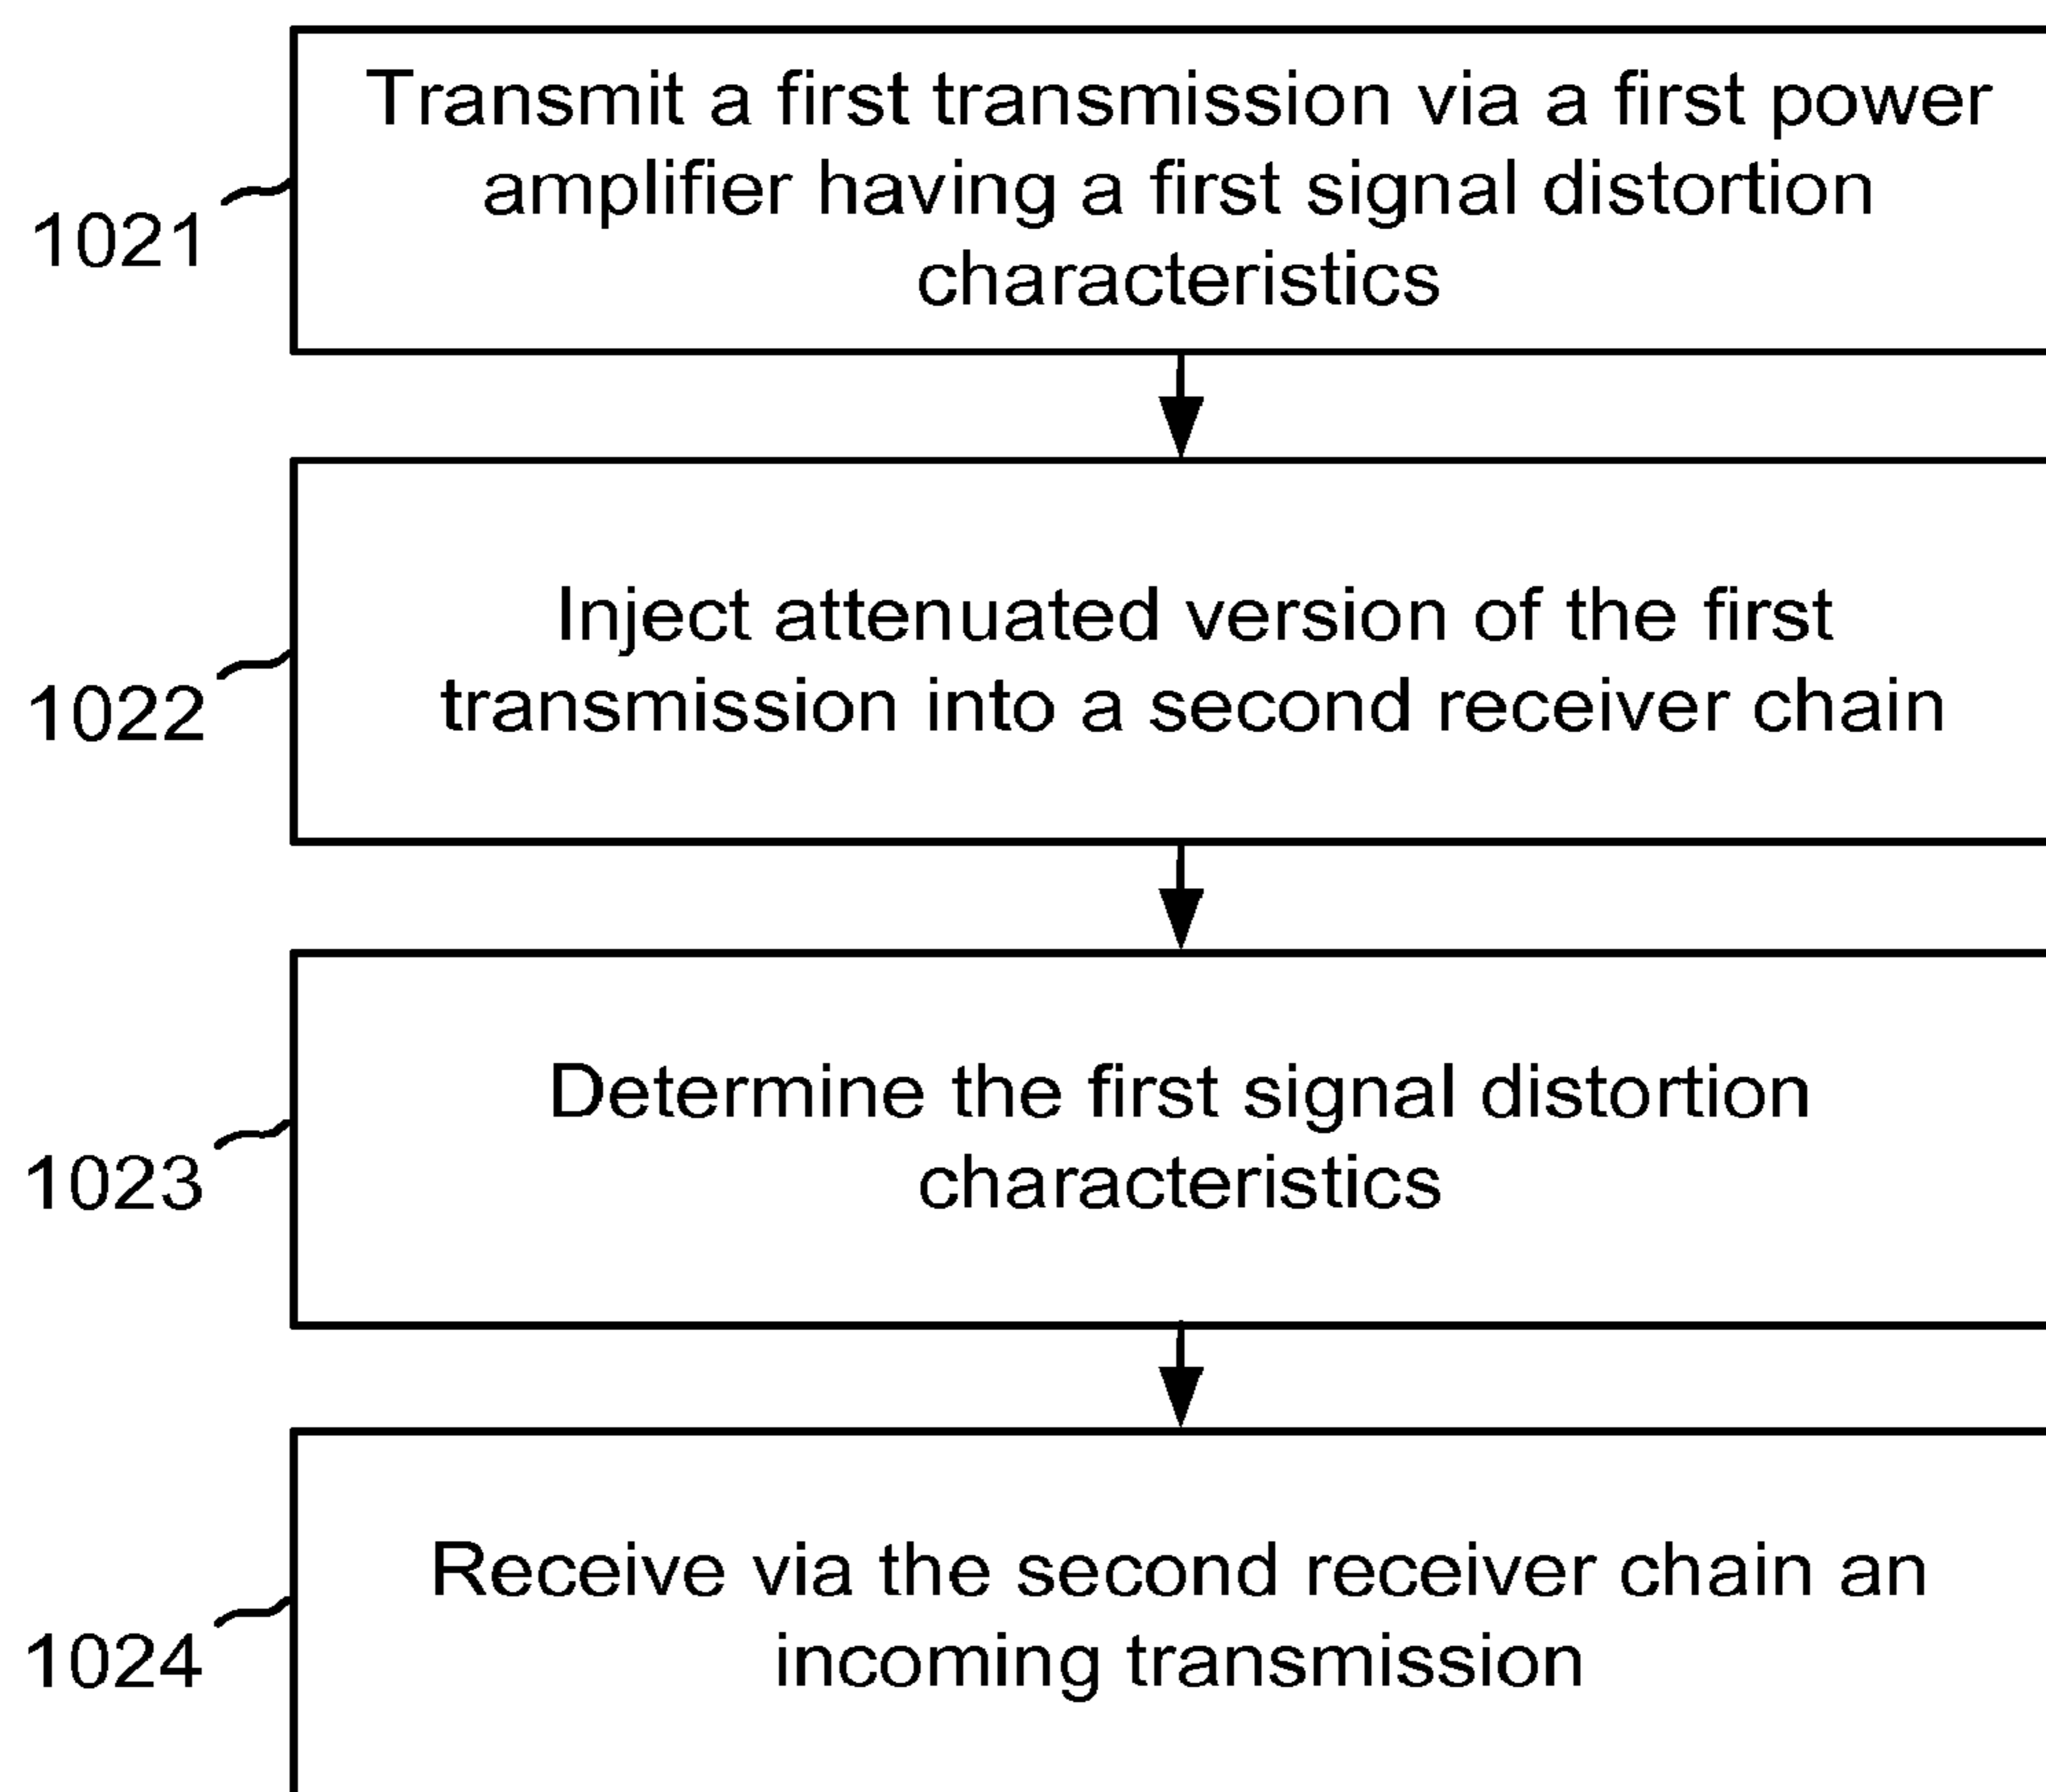 Transmit a first transmission via a first power
amplifier having a first signal distortion
characteristics
1021
Inject attenuated version of the first
transmission into a second receiver chain
1022
Determine the first signal distortion
characteristics
1023
Receive via the second receiver chain an
incoming transmission
1024